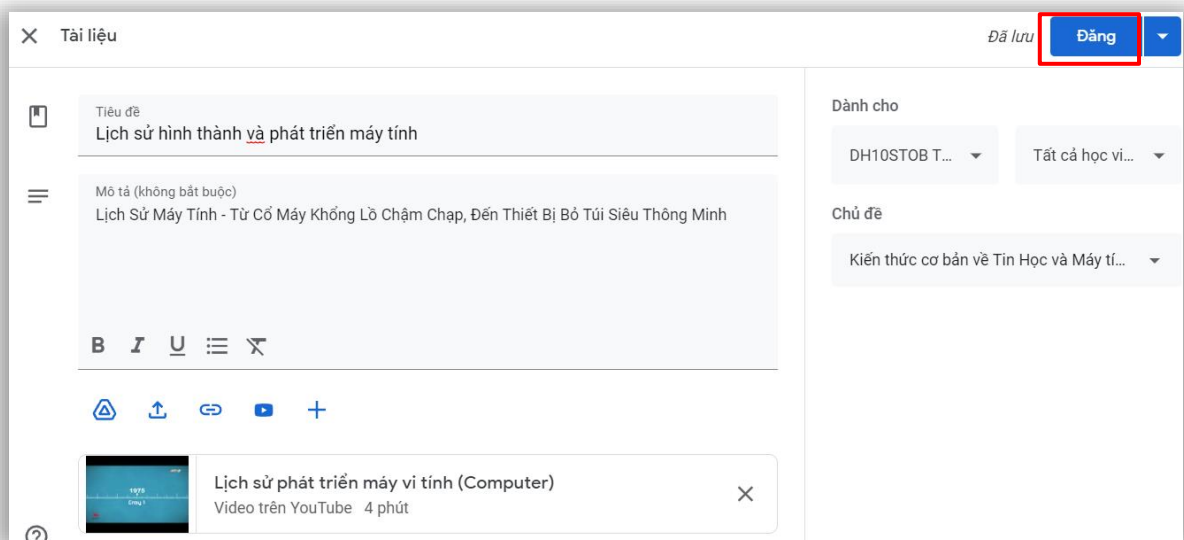 Tài liệu
Đã lưu
Đăng
Tiêu đề
Lịch sử hình thành và phát triển máy tính
Mô tả (không bắt buộc)
Lịch Sử Máy Tính - Từ Cổ Máy Khổng Lồ Chậm Chạp, Đến Thiết Bị Bỏ Túi Siêu Thông Minh
B I U
Lịch sử phát triển máy vi tính (Computer)
Video trên YouTube 4 phút
1975
Cray 1
Dành cho
DH10STOB T...
Tất cả học vi...
Chủ đề
Kiến thức cơ bản về Tin Học và Máy tí...